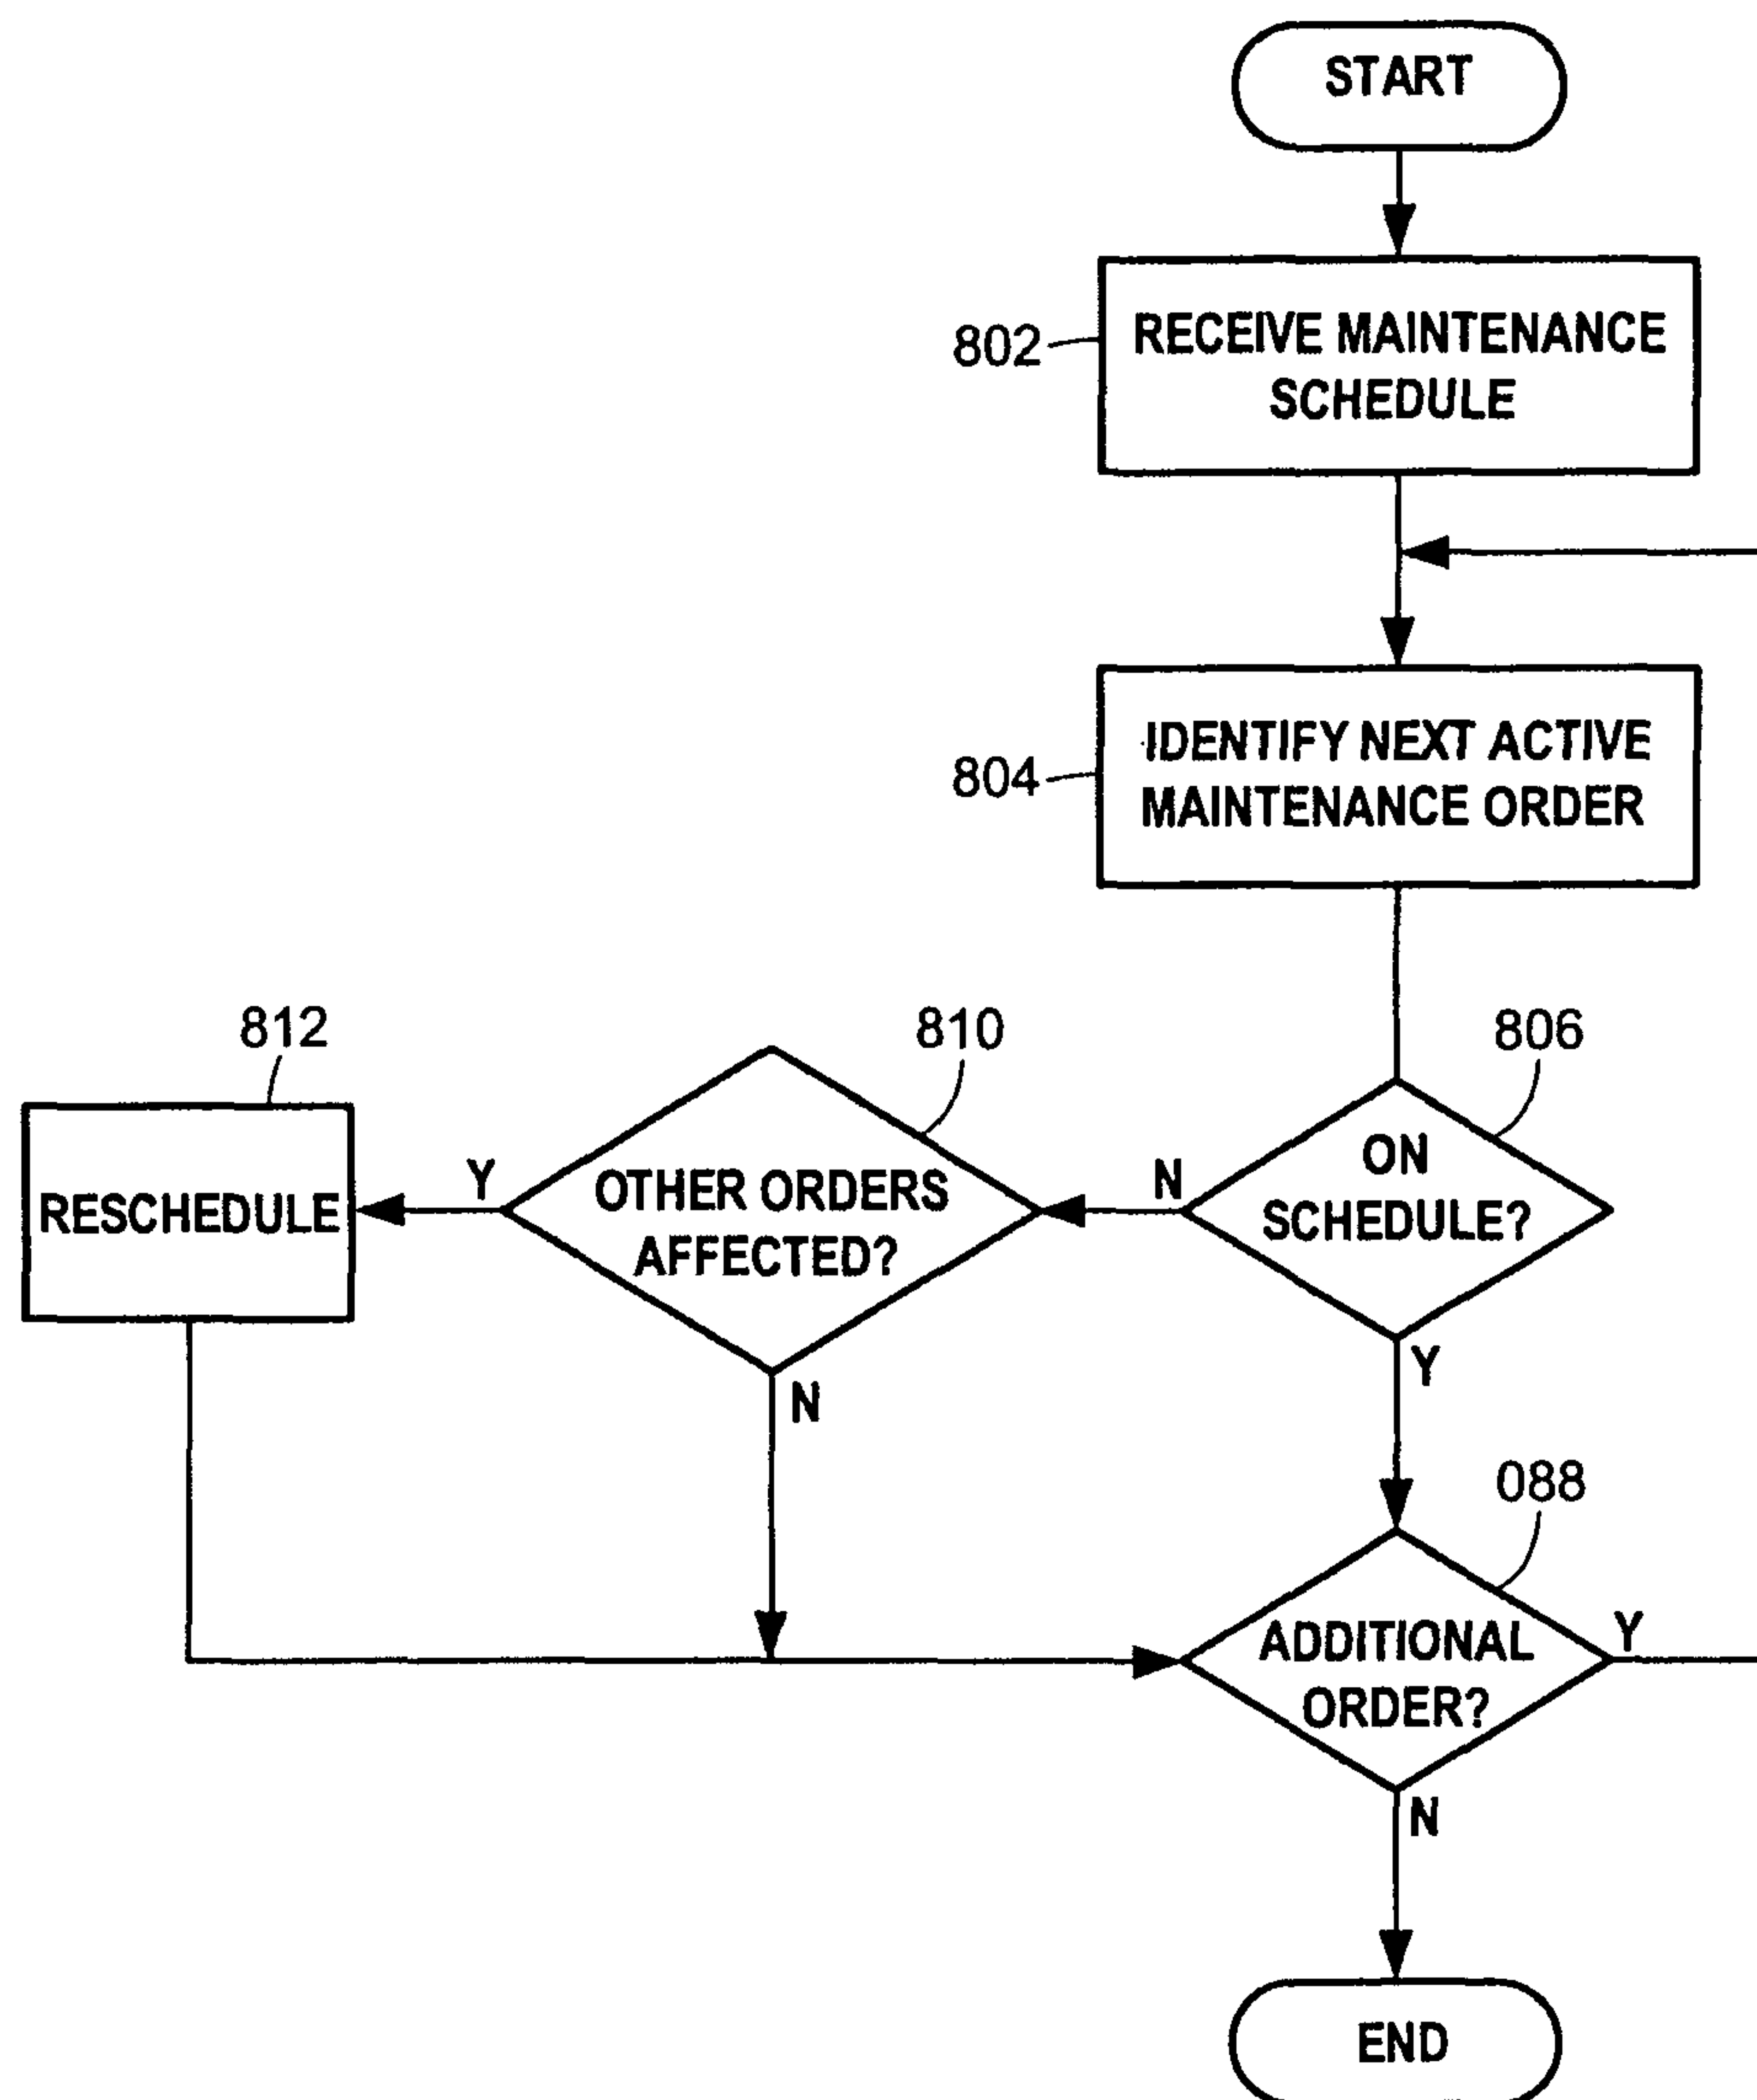 START
802
RECEIVE MAINTENANCE
SCHEDULE
804
IDENTIFY NEXT ACTIVE
MAINTENANCE ORDER
812
810
806
RESCHEDULE
Y
OTHER ORDERS
AFFECTED?
N
ON
SCHEDULE?
N
Y
088
ADDITIONAL
ORDER?
Y
N
END